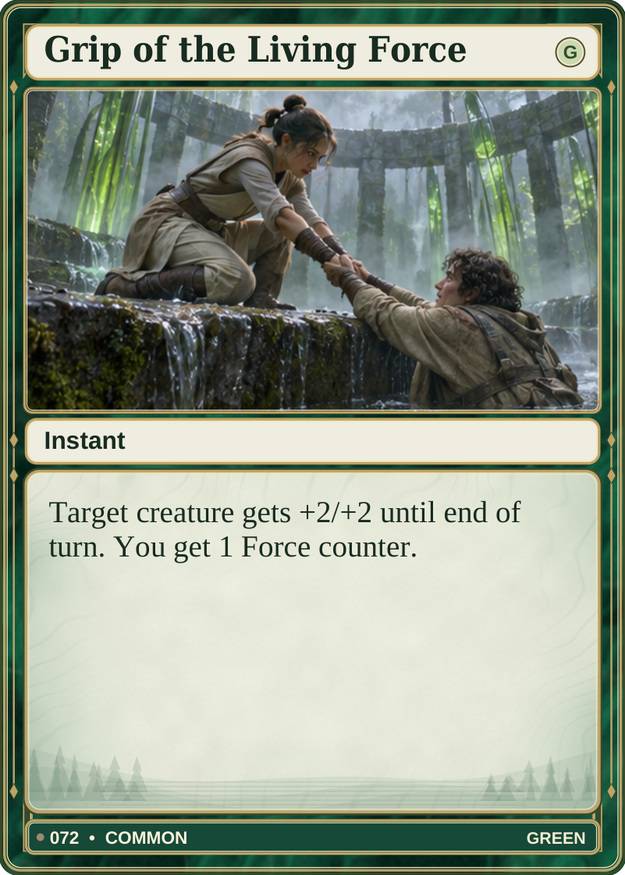 Grip of the Living Force
G
Instant
Target creature gets +2/+2 until end of
turn. You get 1 Force counter.
072 • COMMON
GREEN